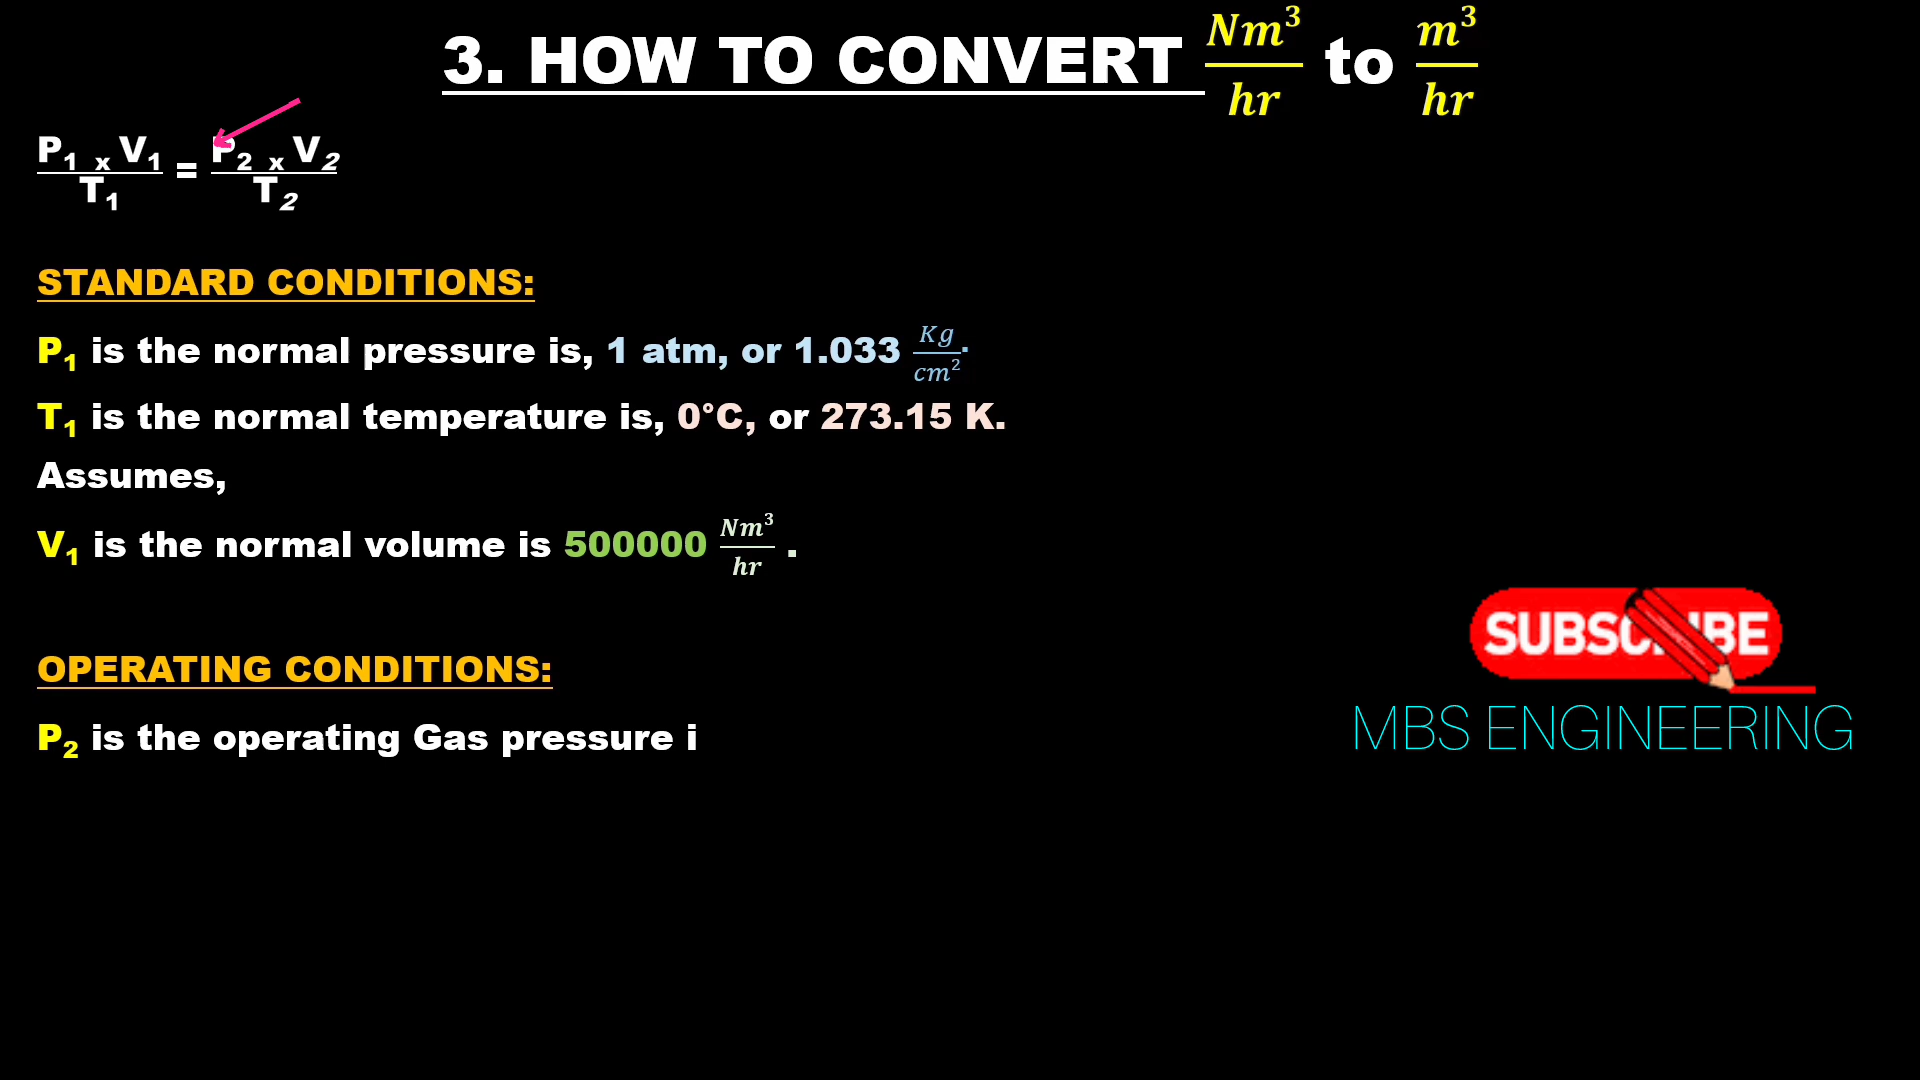 3. HOW TO CONVERT Nm³/hr to m³/hr
P₁ x V₁/T₁ = P₂ x V₂/T₂
STANDARD CONDITIONS:
P₁ is the normal pressure is, 1 atm, or 1.033 Kg/cm².
T₁ is the normal temperature is, 0°C, or 273.15 K.
Assumes,
V₁ is the normal volume is 500000 Nm³/hr .
OPERATING CONDITIONS:
P₂ is the operating Gas pressure i
SUBSCRIBE
MBS ENGINEERING